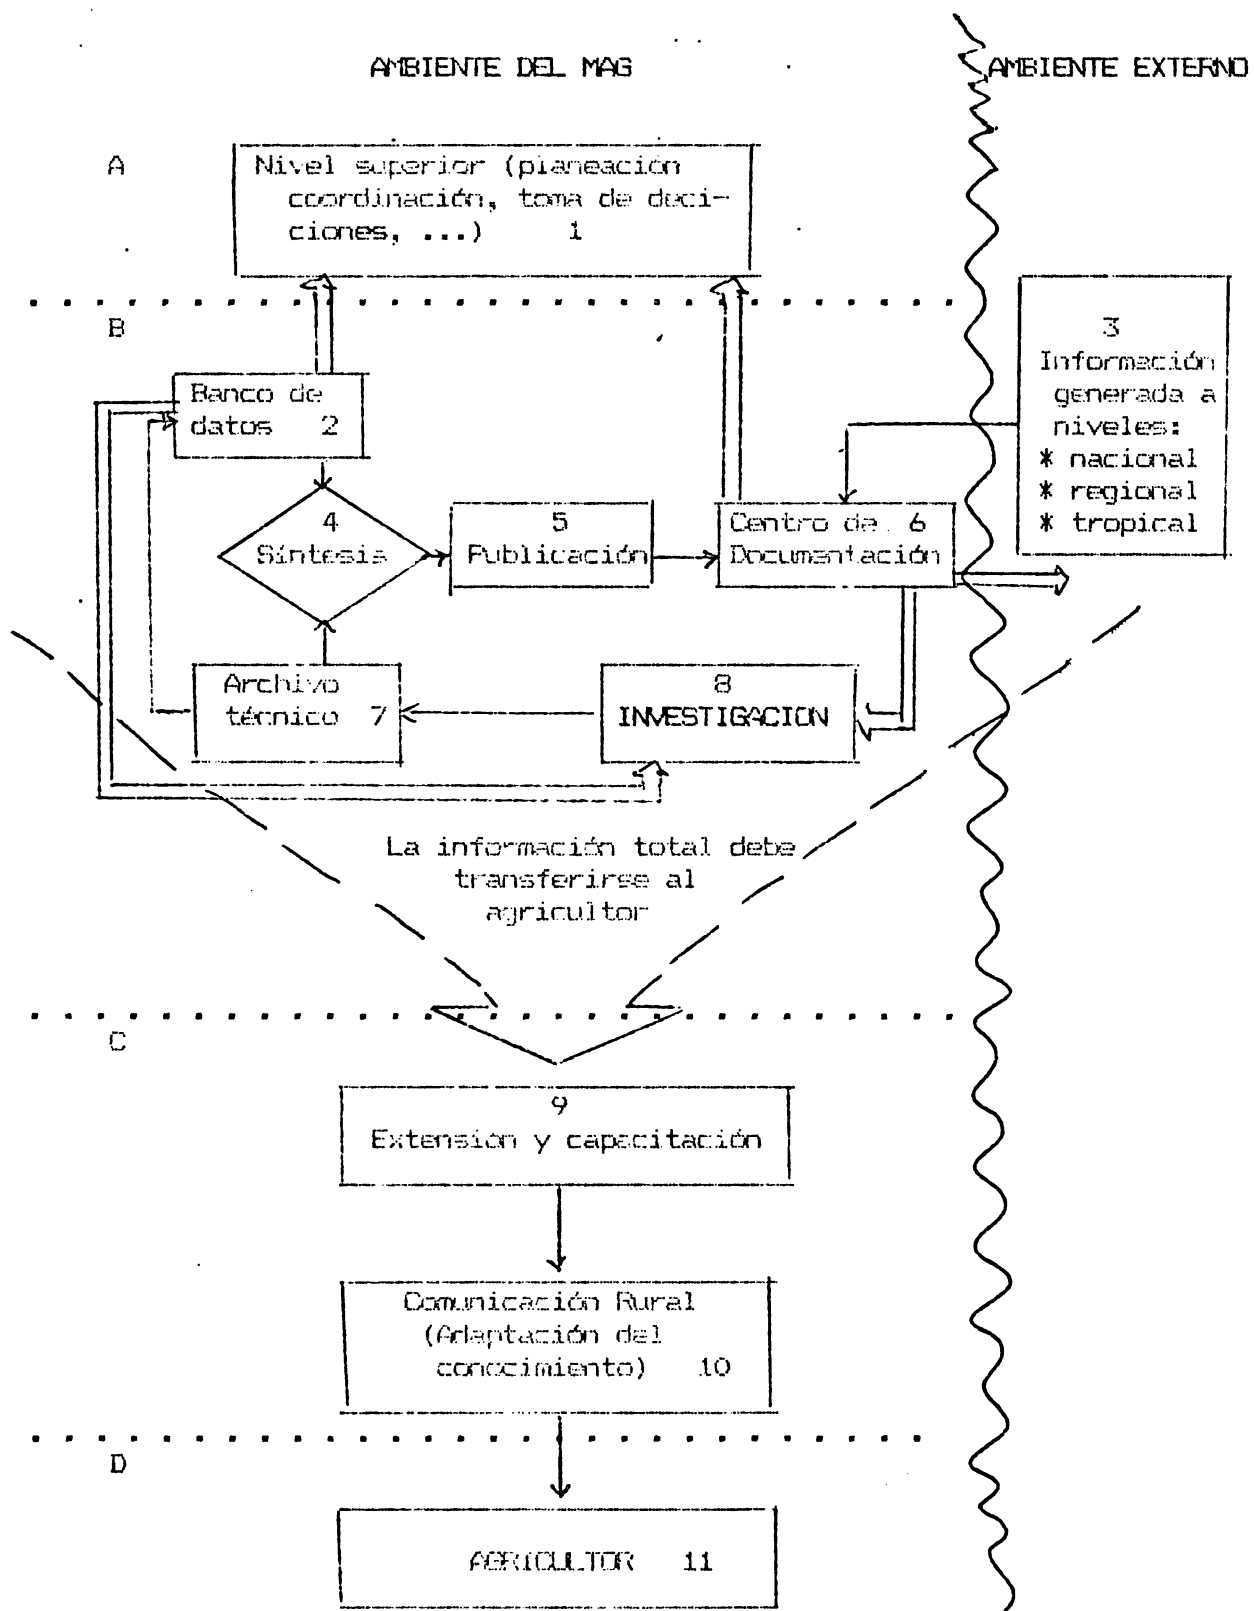 AMBIENTE DEL MAG
AMBIENTE EXTERNO
A
Nivel superior (planeación
coordinación, toma de deci-
ciones, ...) 1
B
3
Información
generada a
niveles:
* nacional
* regional
* tropical
Banco de
datos 2
4
Síntesis
5
Publicación
Centro de 6
Documentación
Archivo
técnico 7
8
INVESTIGACION
La información total debe
transferirse al
agricultor
C
9
Extensión y capacitación
Comunicación Rural
(Adaptación del
conocimiento) 10
D
AGRICULTOR 11